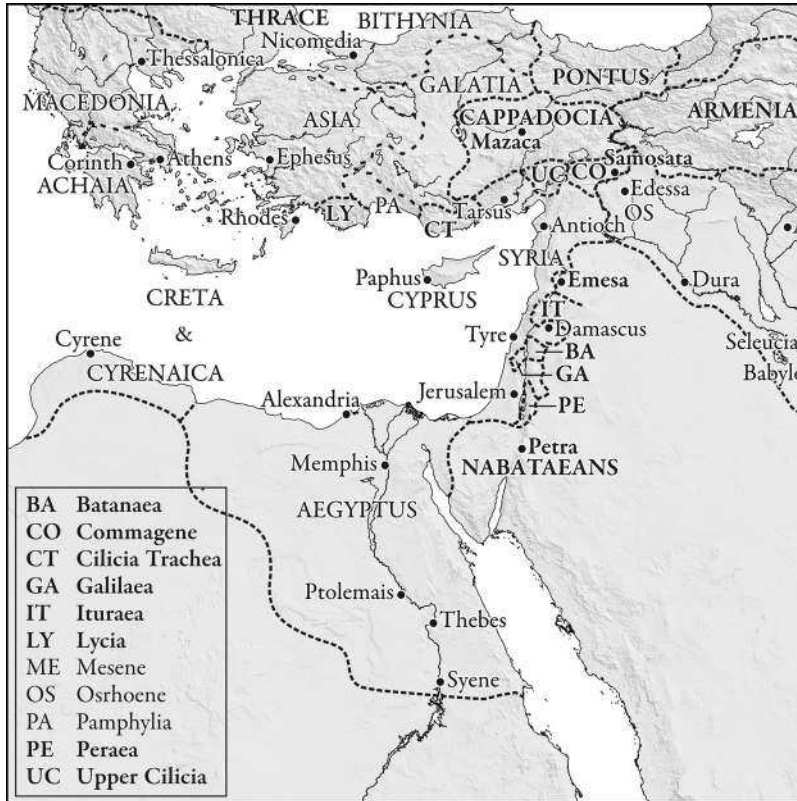 THRACE
BITHYNIA
Nicomedia
Thessalonica
GALATIA
PONTUS
MACEDONIA
ASIA
CAPPADOCIA
Mazaca
ARMENIA
Corinth
Athens
Ephesus
UC
CO
Samosata
ACHAIA
Edessa
Rhodes
LY
PA
CT
Tarsus
OS
Antioch
SYRIA
Paphus
CYPRUS
Emesa
Dura
CRETA
&
CYRENAICA
IT
Damascus
Tyre
Cyrene
BA
Seleucia
GA
Babylo
Alexandria
Jerusalem
PE
Petra
NABATAEANS
Memphis
AEGYPTUS
Ptolemais
Thebes
Syene
BA Batanaea
CO Commagene
CT Cilicia Trachea
GA Galilaea
IT Ituraea
LY Lycia
ME Mesene
OS Osrhoene
PA Pamphylia
PE Peraea
UC Upper Cilicia